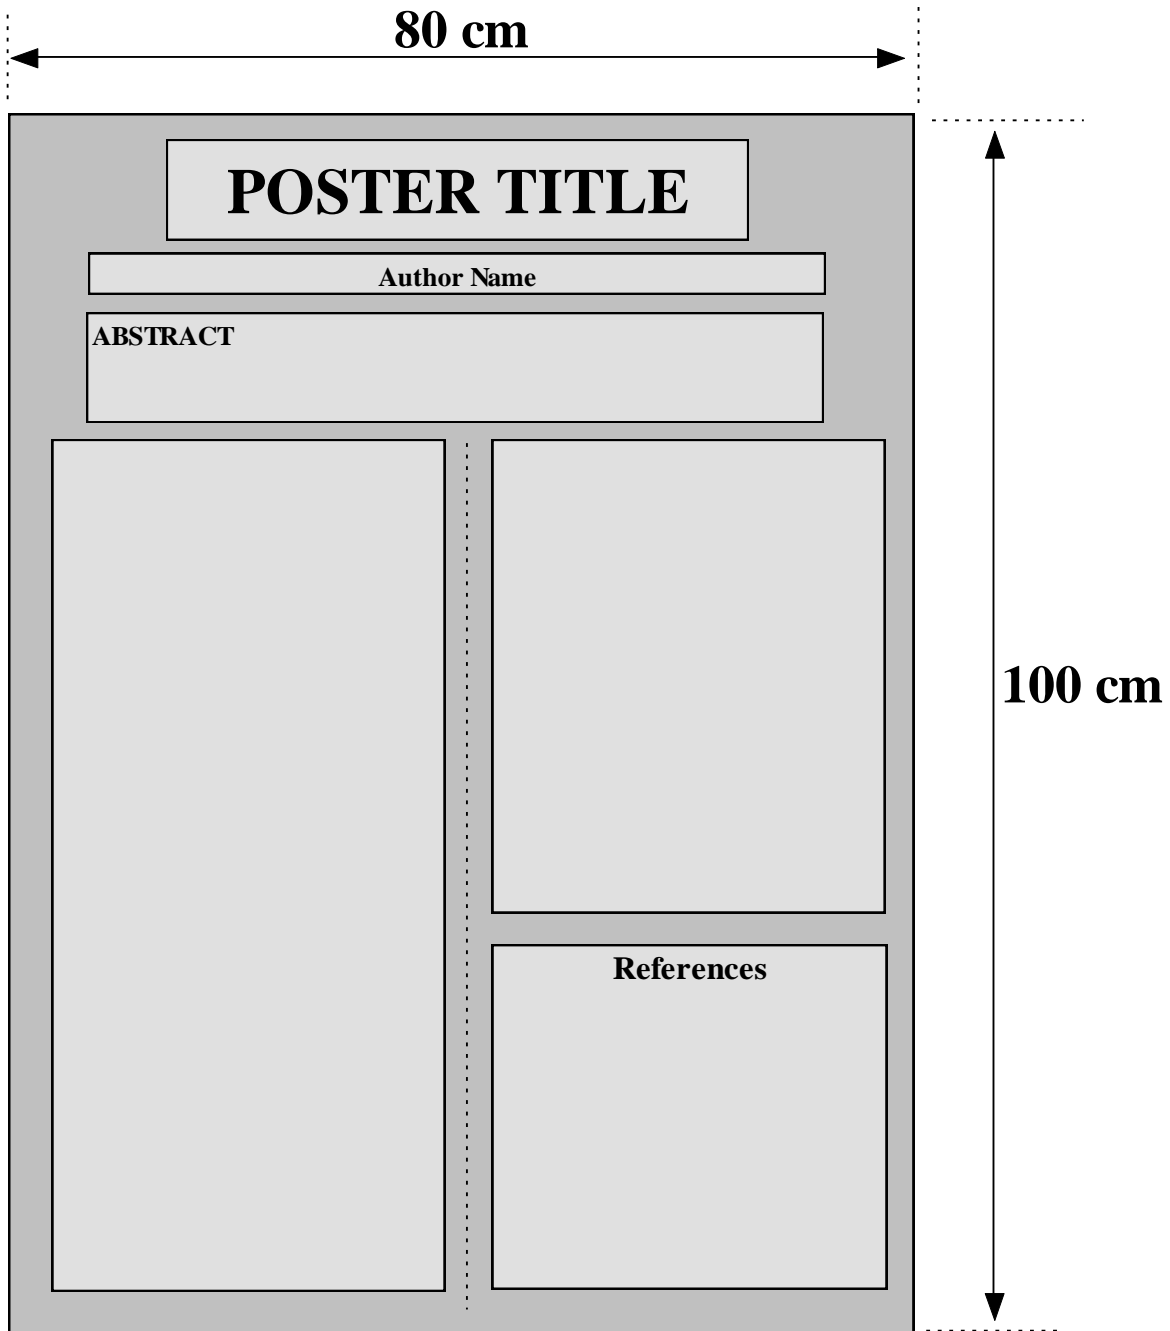 80 cm
POSTER TITLE
Author Name
ABSTRACT
100 cm
References